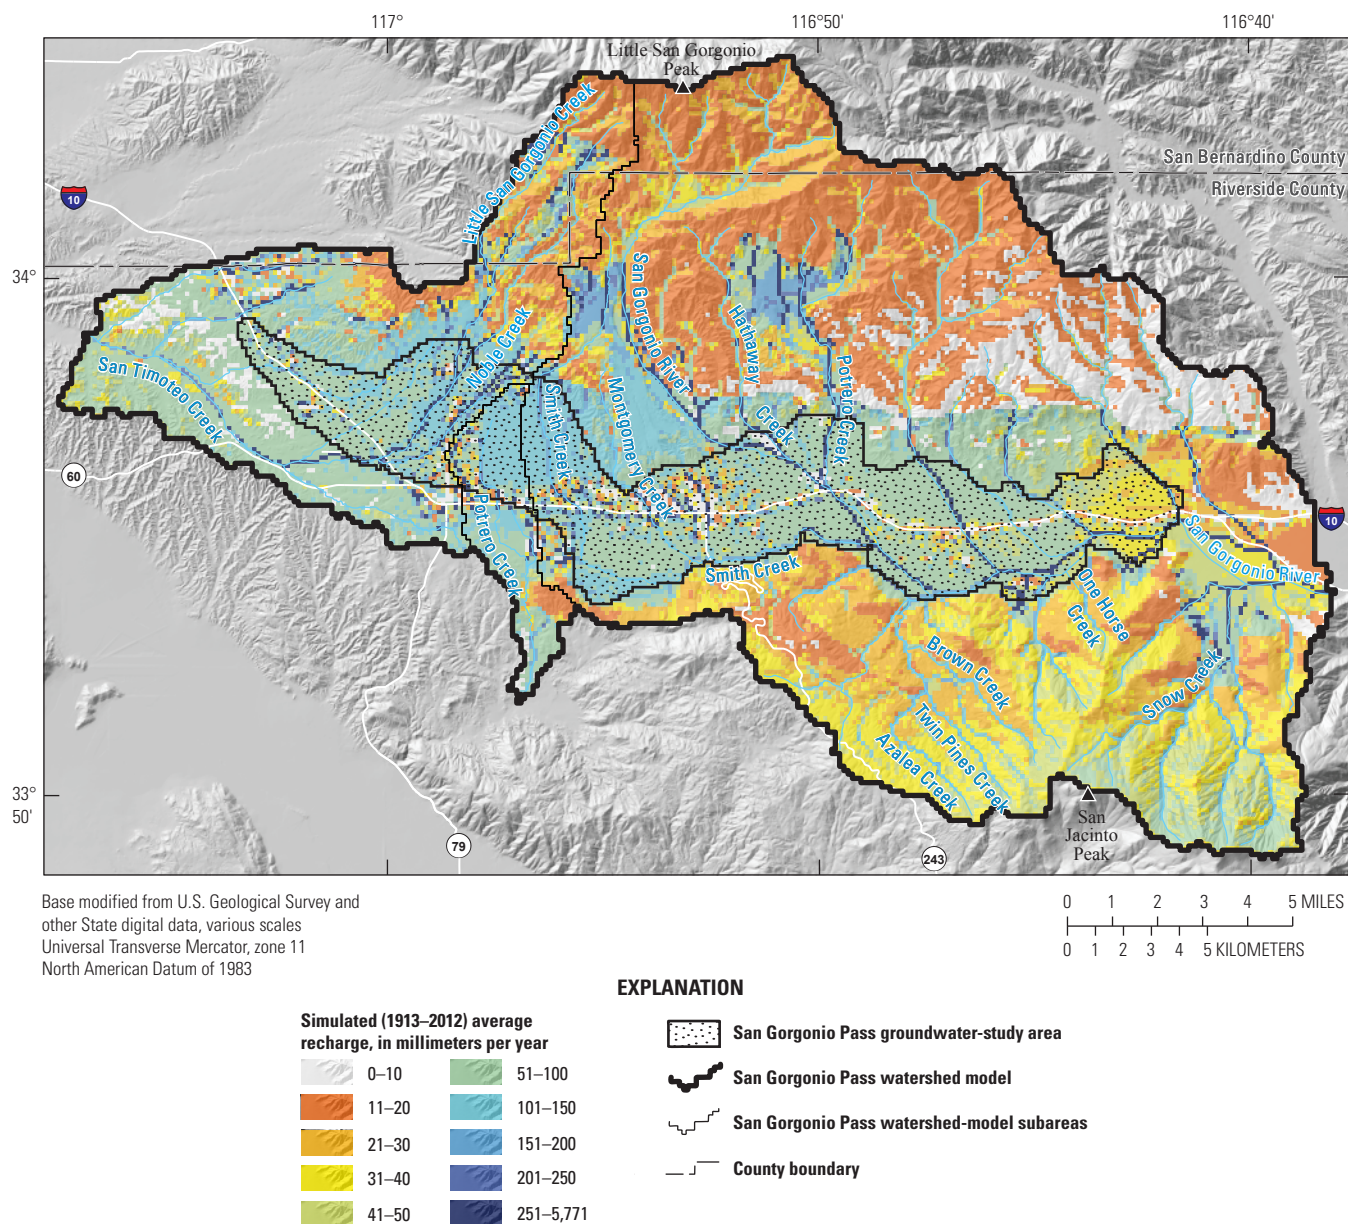 117°
116°50'
116°40'
Little San Gorgonio
Peak
Little San Gorgonio Creek
San Bernardino County
Riverside County
10
34°
San Gorgonio River
Hathaway
Creek
Noble Creek
Potrero Creek
San Timoteo Creek
Smith Creek
Montgomery Creek
60
10
Potrero Creek
Smith Creek
San Gorgonio River
One Horse
Creek
Brown Creek
Snow Creek
Twin Pines Creek
Azalea Creek
33°
50'
San
Jacinto
Peak
79
243
Base modified from U.S. Geological Survey and
other State digital data, various scales
Universal Transverse Mercator, zone 11
North American Datum of 1983
0 1 2 3 4 5 MILES
0 1 2 3 4 5 KILOMETERS
EXPLANATION
Simulated (1913–2012) average
recharge, in millimeters per year
0–10
11–20
21–30
31–40
41–50
51–100
101–150
151–200
201–250
251–5,771
San Gorgonio Pass groundwater-study area
San Gorgonio Pass watershed model
San Gorgonio Pass watershed-model subareas
County boundary